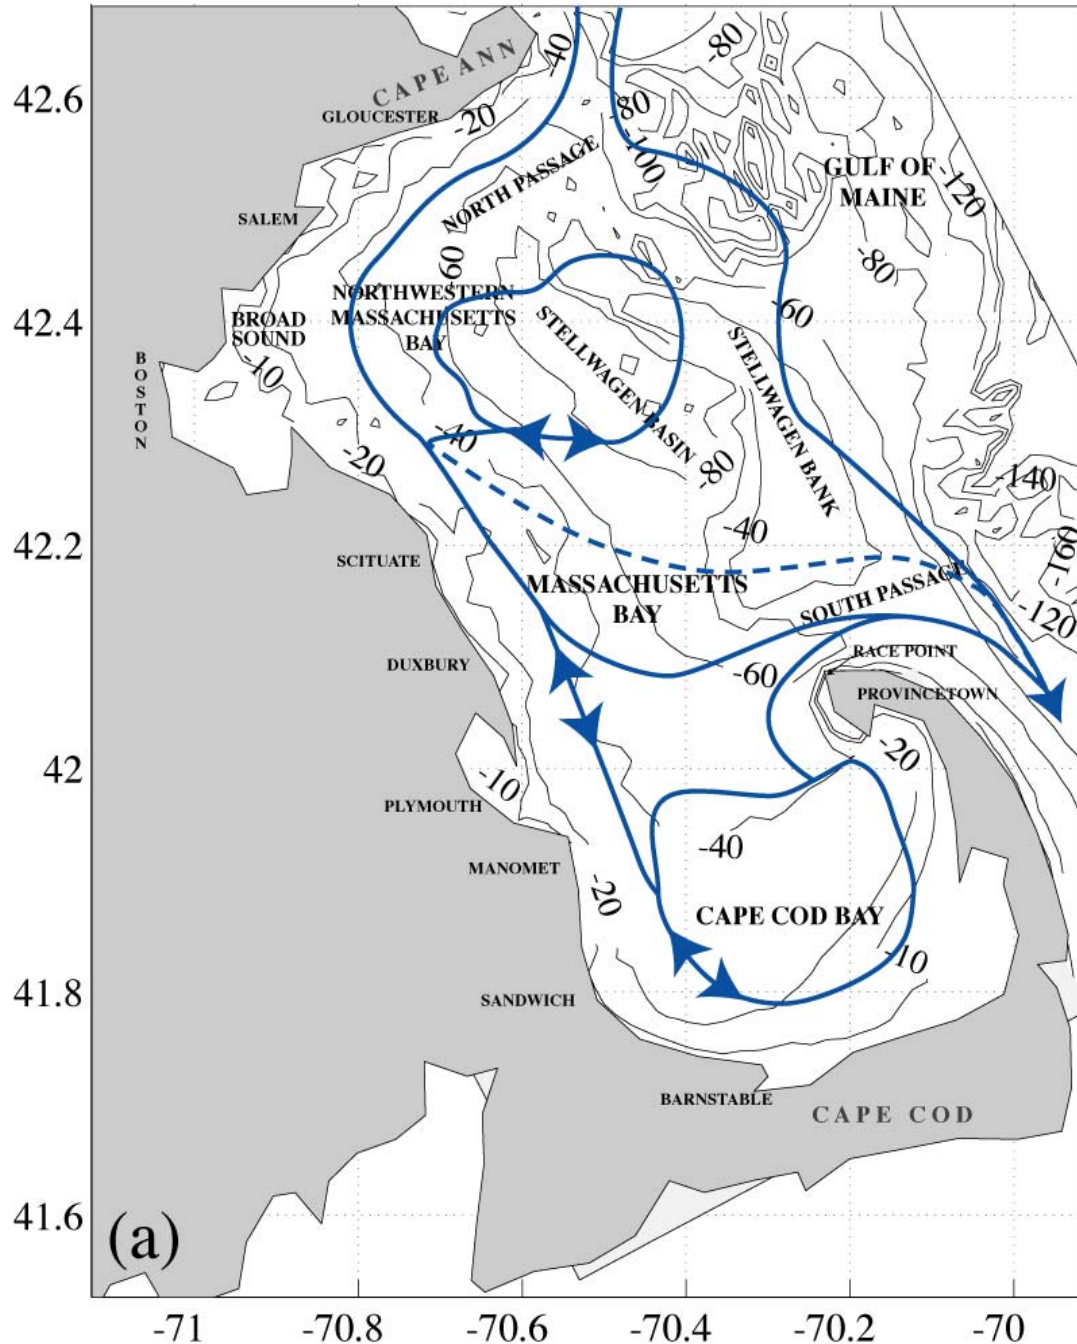 -80
-40
CAPE ANN
42.6
-80
-20
GLOUCESTER
-100
NORTH PASSAGE
GULF OF
MAINE
-120
SALEM
-80
-60
NORTHWESTERN
MASSACHUSETTS
BAY
-60
42.4
BROAD
SOUND
STELLWAGEN BASIN
STELLWAGEN BANK
-10
BOSTON
-40
-20
-80
-140
-40
42.2
-160
SCITUATE
MASSACHUSETTS
BAY
SOUTH PASSAGE
-120
DUXBURY
RACE POINT
-60
PROVINCETOWN
-20
42
-10
PLYMOUTH
-40
MANOMET
-20
CAPE COD BAY
-10
41.8
SANDWICH
BARNSTABLE
CAPE COD
41.6
(a)
-71
-70.8
-70.6
-70.4
-70.2
-70